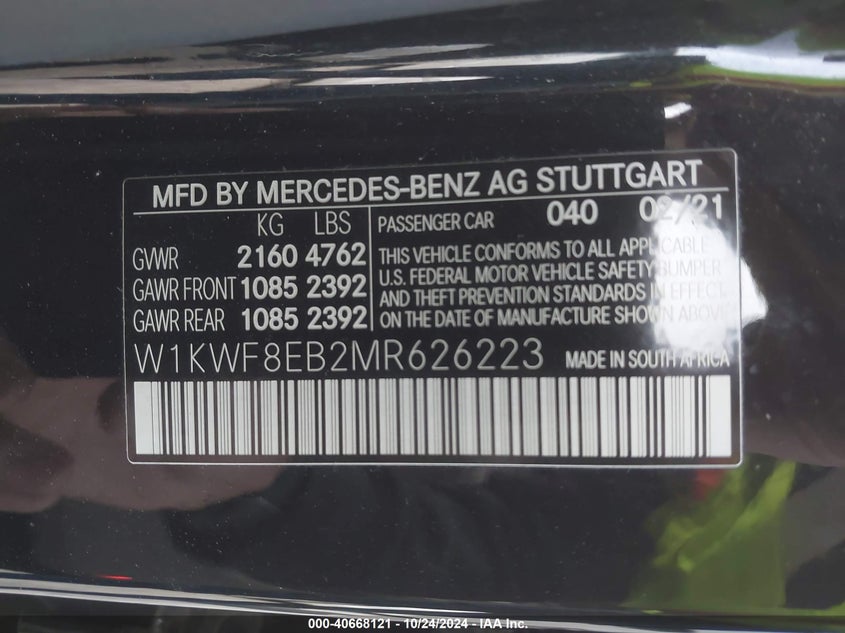 MFD BY MERCEDES-BENZ AG STUTTGART
KG LBS
GVWR 2160 4762
GAWR FRONT 1085 2392
GAWR REAR 1085 2392
PASSENGER CAR 040 02/21
THIS VEHICLE CONFORMS TO ALL APPLICABLE
U.S. FEDERAL MOTOR VEHICLE SAFETY BUMPER
AND THEFT PREVENTION STANDARDS IN EFFECT
ON THE DATE OF MANUFACTURE SHOWN ABOVE
W1KWF8EB2MR626223 MADE IN SOUTH AFRICA
000-40668121 - 10/24/2024 - IAA Inc.